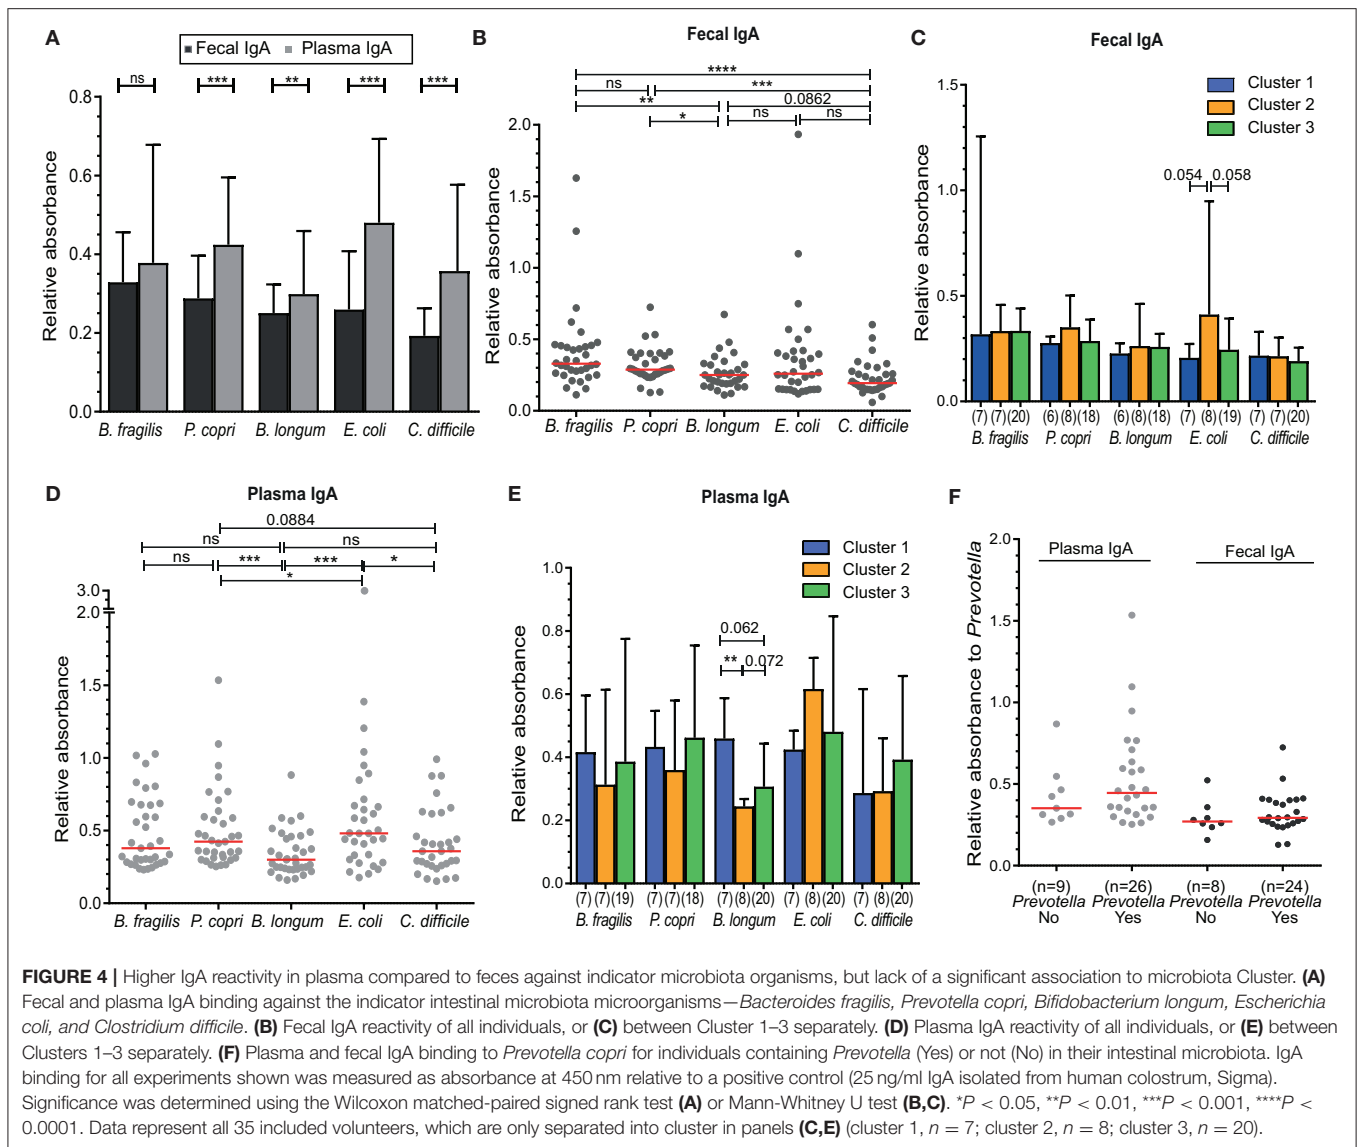 A
Fecal IgA Plasma IgA
ns *** ** *** ***
Relative absorbance
0.8
0.6
0.4
0.2
0.0
B. fragilis P. copri B. longum E. coli C. difficile
B
Fecal IgA
****
ns ***
** 0.0862
* ns ns
Relative absorbance
2.0
1.5
1.0
0.5
0.0
B. fragilis P. copri B. longum E. coli C. difficile
C
Fecal IgA
Cluster 1
Cluster 2
Cluster 3
0.054 0.058
Relative absorbance
1.5
1.0
0.5
0.0
(7) (7)(20) (6) (8)(18) (6) (8)(18) (7) (8) (19) (7) (7) (20)
B. fragilis P. copri B. longum E. coli C. difficile
D
Plasma IgA
0.0884
ns ns
ns *** *** *
*
Relative absorbance
3.0
2.0
1.5
1.0
0.5
0.0
B. fragilis P. copri B. longum E. coli C. difficile
E
Plasma IgA
Cluster 1
Cluster 2
Cluster 3
0.062
** 0.072
Relative absorbance
1.0
0.8
0.6
0.4
0.2
0.0
(7) (7)(19) (7) (7)(18) (7) (8) (20) (7) (8) (20) (7) (8) (20)
B. fragilis P. copri B. longum E. coli C. difficile
F
Plasma IgA Fecal IgA
Relative absorbance to Prevotella
2.0
1.5
1.0
0.5
0.0
(n=9) (n=26) (n=8) (n=24)
Prevotella Prevotella Prevotella Prevotella
No Yes No Yes
FIGURE 4 | Higher IgA reactivity in plasma compared to feces against indicator microbiota organisms, but lack of a significant association to microbiota Cluster. (A)
Fecal and plasma IgA binding against the indicator intestinal microbiota microorganisms—Bacteroides fragilis, Prevotella copri, Bifidobacterium longum, Escherichia
coli, and Clostridium difficile. (B) Fecal IgA reactivity of all individuals, or (C) between Cluster 1–3 separately. (D) Plasma IgA reactivity of all individuals, or (E) between
Clusters 1–3 separately. (F) Plasma and fecal IgA binding to Prevotella copri for individuals containing Prevotella (Yes) or not (No) in their intestinal microbiota. IgA
binding for all experiments shown was measured as absorbance at 450 nm relative to a positive control (25 ng/ml IgA isolated from human colostrum, Sigma).
Significance was determined using the Wilcoxon matched-paired signed rank test (A) or Mann-Whitney U test (B,C). *P < 0.05, **P < 0.01, ***P < 0.001, ****P <
0.0001. Data represent all 35 included volunteers, which are only separated into cluster in panels (C,E) (cluster 1, n = 7; cluster 2, n = 8; cluster 3, n = 20).